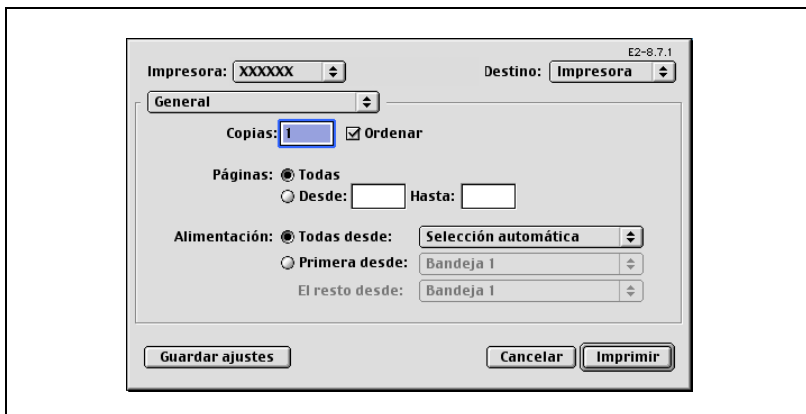 E2-8.7.1
Impresora: XXXXXX Destino: Impresora
General
Copias: 1 Ordenar
Páginas: Todas
Desde: Hasta:
Alimentación: Todas desde: Selección automática
Primera desde: Bandeja 1
El resto desde: Bandeja 1
Guardar ajustes Cancelar Imprimir